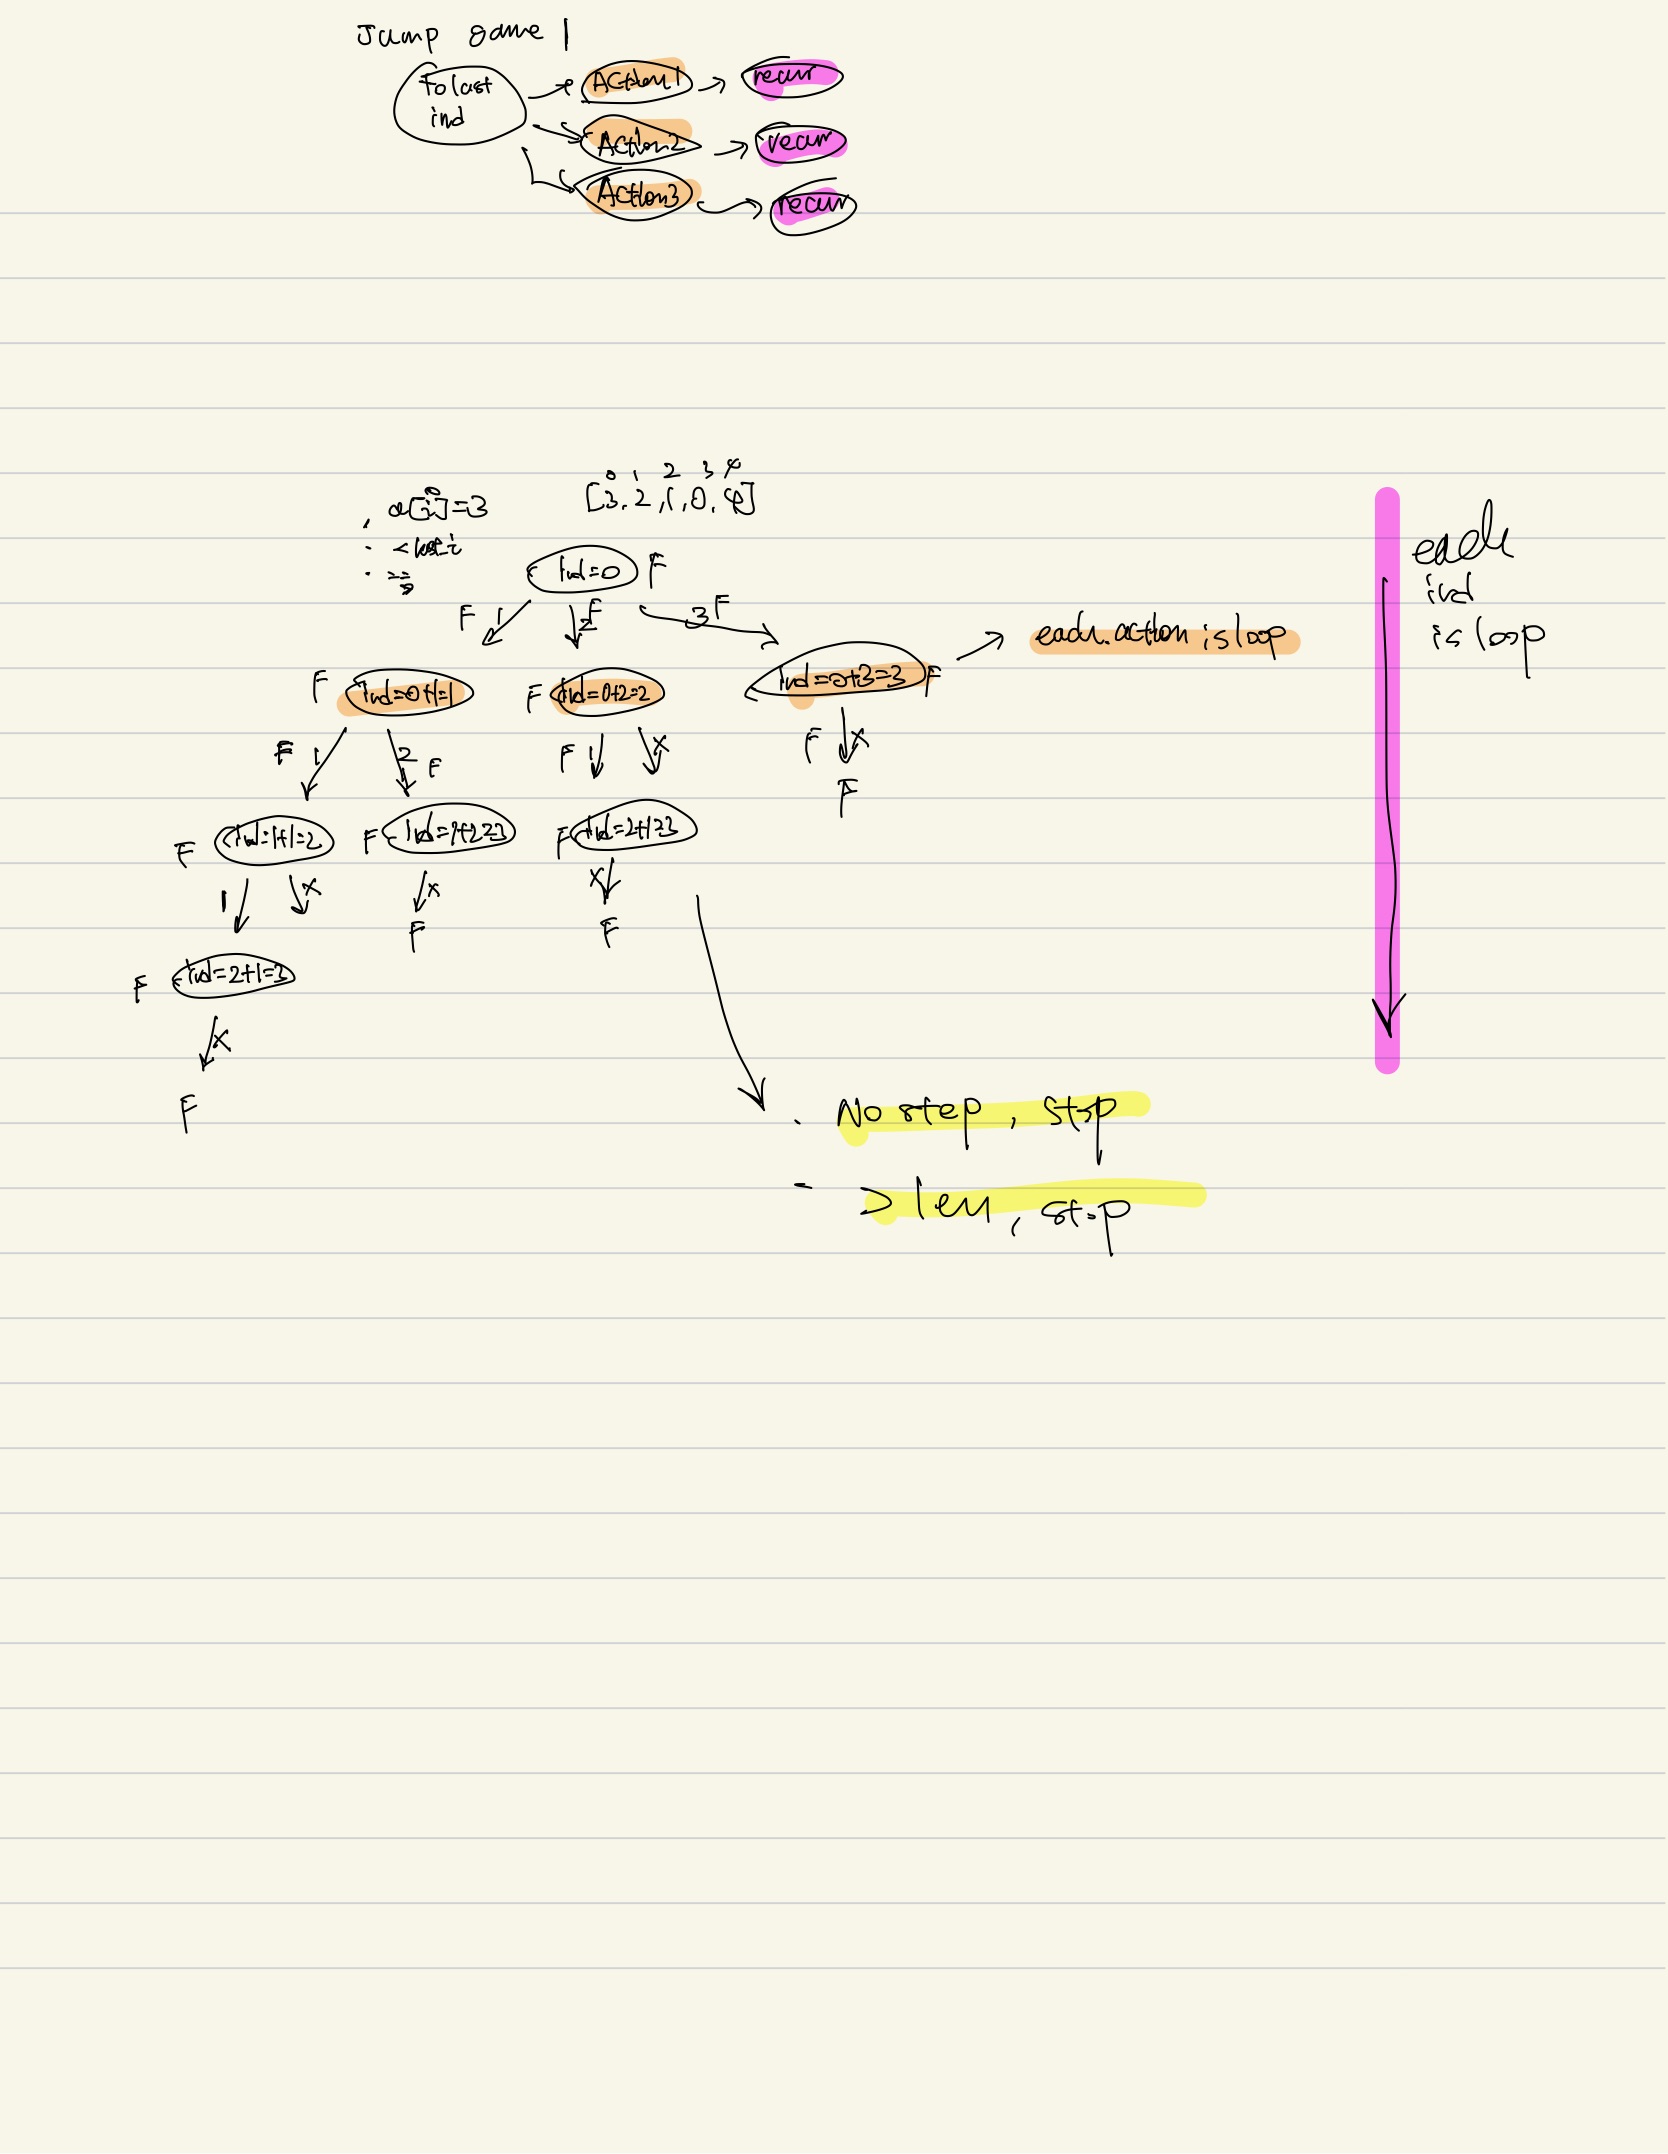 Jump game 1
To last
ind
Action1
recur
Action2
recur
Action3
recur
0 1 2 3 4
[3, 2, 1, 0, 4]
a[i]=3
0
ind=0 F
F 1
2 F
3 F
each action is loop
each
ind
is loop
F ind=0+1=1
F ind=0+2=2
ind=0+3=3 F
F 1
2 F
F 1
X
F X
F
F ind=1+1=2
F ind=1+2=3
F ind=2+1=3
1
X
X
F
X
F
F ind=2+1=3
X
F
· No step, stop
- > len, stop